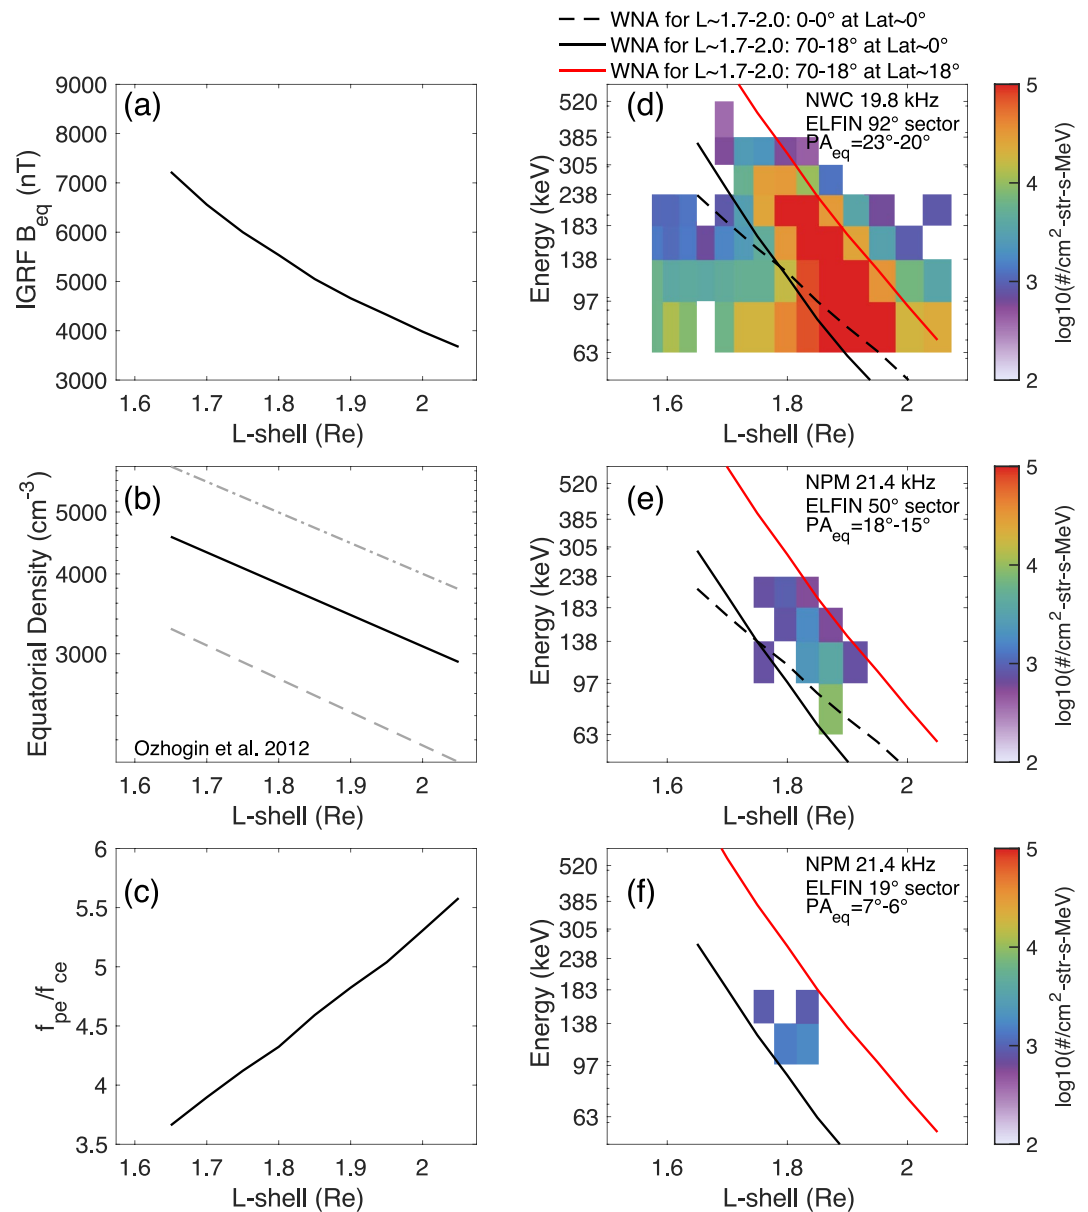 WNA for L~1.7-2.0: 0-0° at Lat~0°
WNA for L~1.7-2.0: 70-18° at Lat~0°
WNA for L~1.7-2.0: 70-18° at Lat~18°
(a)
9000
8000
7000
6000
5000
4000
3000
IGRF B_eq (nT)
1.6 1.7 1.8 1.9 2
L-shell (Re)
(d)
NWC 19.8 kHz
ELFIN 92° sector
PA_eq=23°-20°
520
385
305
238
183
138
97
63
Energy (keV)
1.6 1.8 2
L-shell (Re)
5
4
3
2
log10(#/cm²-str-s-MeV)
(b)
5000
4000
3000
Equatorial Density (cm⁻³)
Ozhogin et al. 2012
1.6 1.7 1.8 1.9 2
L-shell (Re)
(e)
NPM 21.4 kHz
ELFIN 50° sector
PA_eq=18°-15°
520
385
305
238
183
138
97
63
Energy (keV)
1.6 1.8 2
L-shell (Re)
5
4
3
2
log10(#/cm²-str-s-MeV)
(c)
6
5.5
5
4.5
4
3.5
f_pe/f_ce
1.6 1.7 1.8 1.9 2
L-shell (Re)
(f)
NPM 21.4 kHz
ELFIN 19° sector
PA_eq=7°-6°
520
385
305
238
183
138
97
63
Energy (keV)
1.6 1.8 2
L-shell (Re)
5
4
3
2
log10(#/cm²-str-s-MeV)